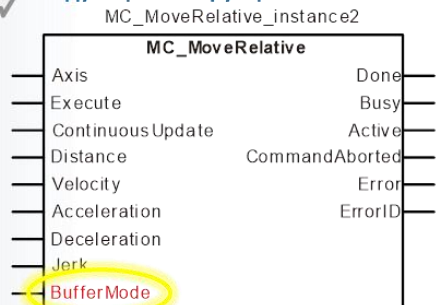 MC_MoveRelative_instance2
MC_MoveRelative
Axis Done
Execute Busy
ContinuousUpdate Active
Distance CommandAborted
Velocity Error
Acceleration ErrorID
Deceleration
Jerk
BufferMode